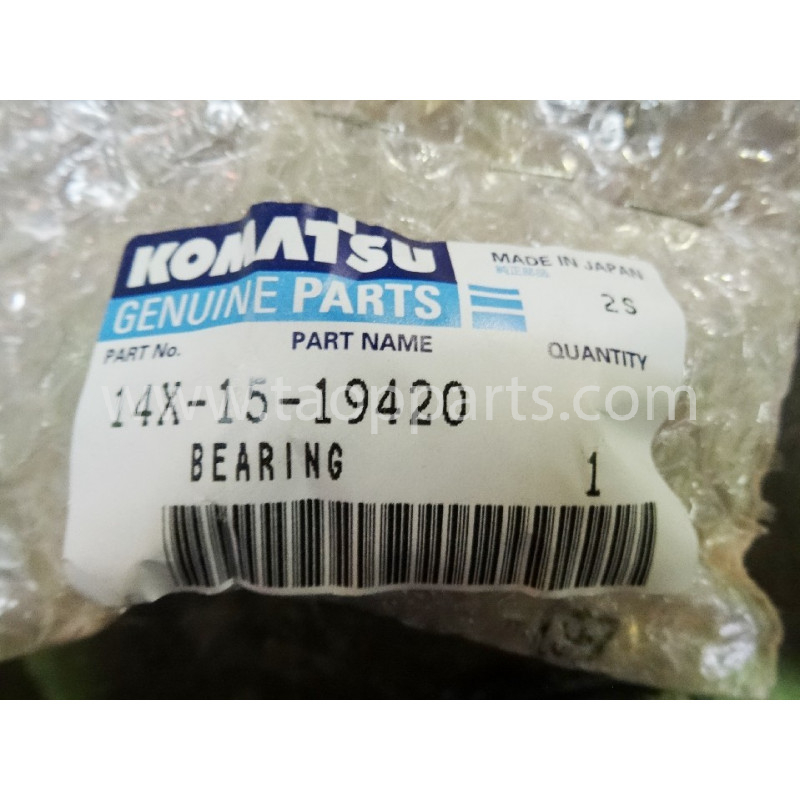 KOMATSU
GENUINE PARTS
MADE IN JAPAN
2S
PART No.
PART NAME
QUANTITY
14X-15-19420
www.taopparts.com
BEARING
1